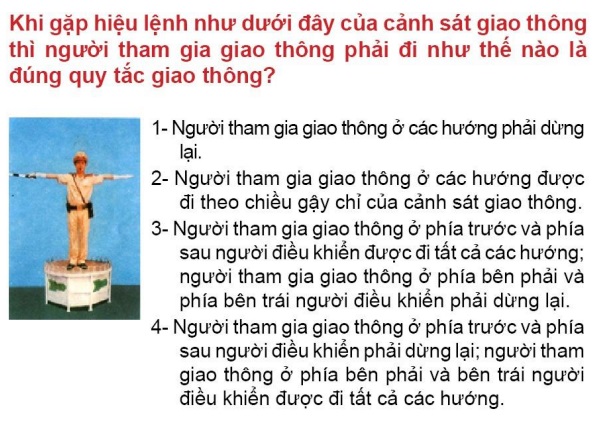 Khi gặp hiệu lệnh như dưới đây của cảnh sát giao thông
thì người tham gia giao thông phải đi như thế nào là
đúng quy tắc giao thông?
1- Người tham gia giao thông ở các hướng phải dừng
lại.
2- Người tham gia giao thông ở các hướng được
đi theo chiều gậy chỉ của cảnh sát giao thông.
3- Người tham gia giao thông ở phía trước và phía
sau người điều khiển được đi tất cả các hướng;
người tham gia giao thông ở phía bên phải và
phía bên trái người điều khiển phải dừng lại.
4- Người tham gia giao thông ở phía trước và phía
sau người điều khiển phải dừng lại; người tham
gia giao thông ở phía bên phải và bên trái người
điều khiển được đi tất cả các hướng.